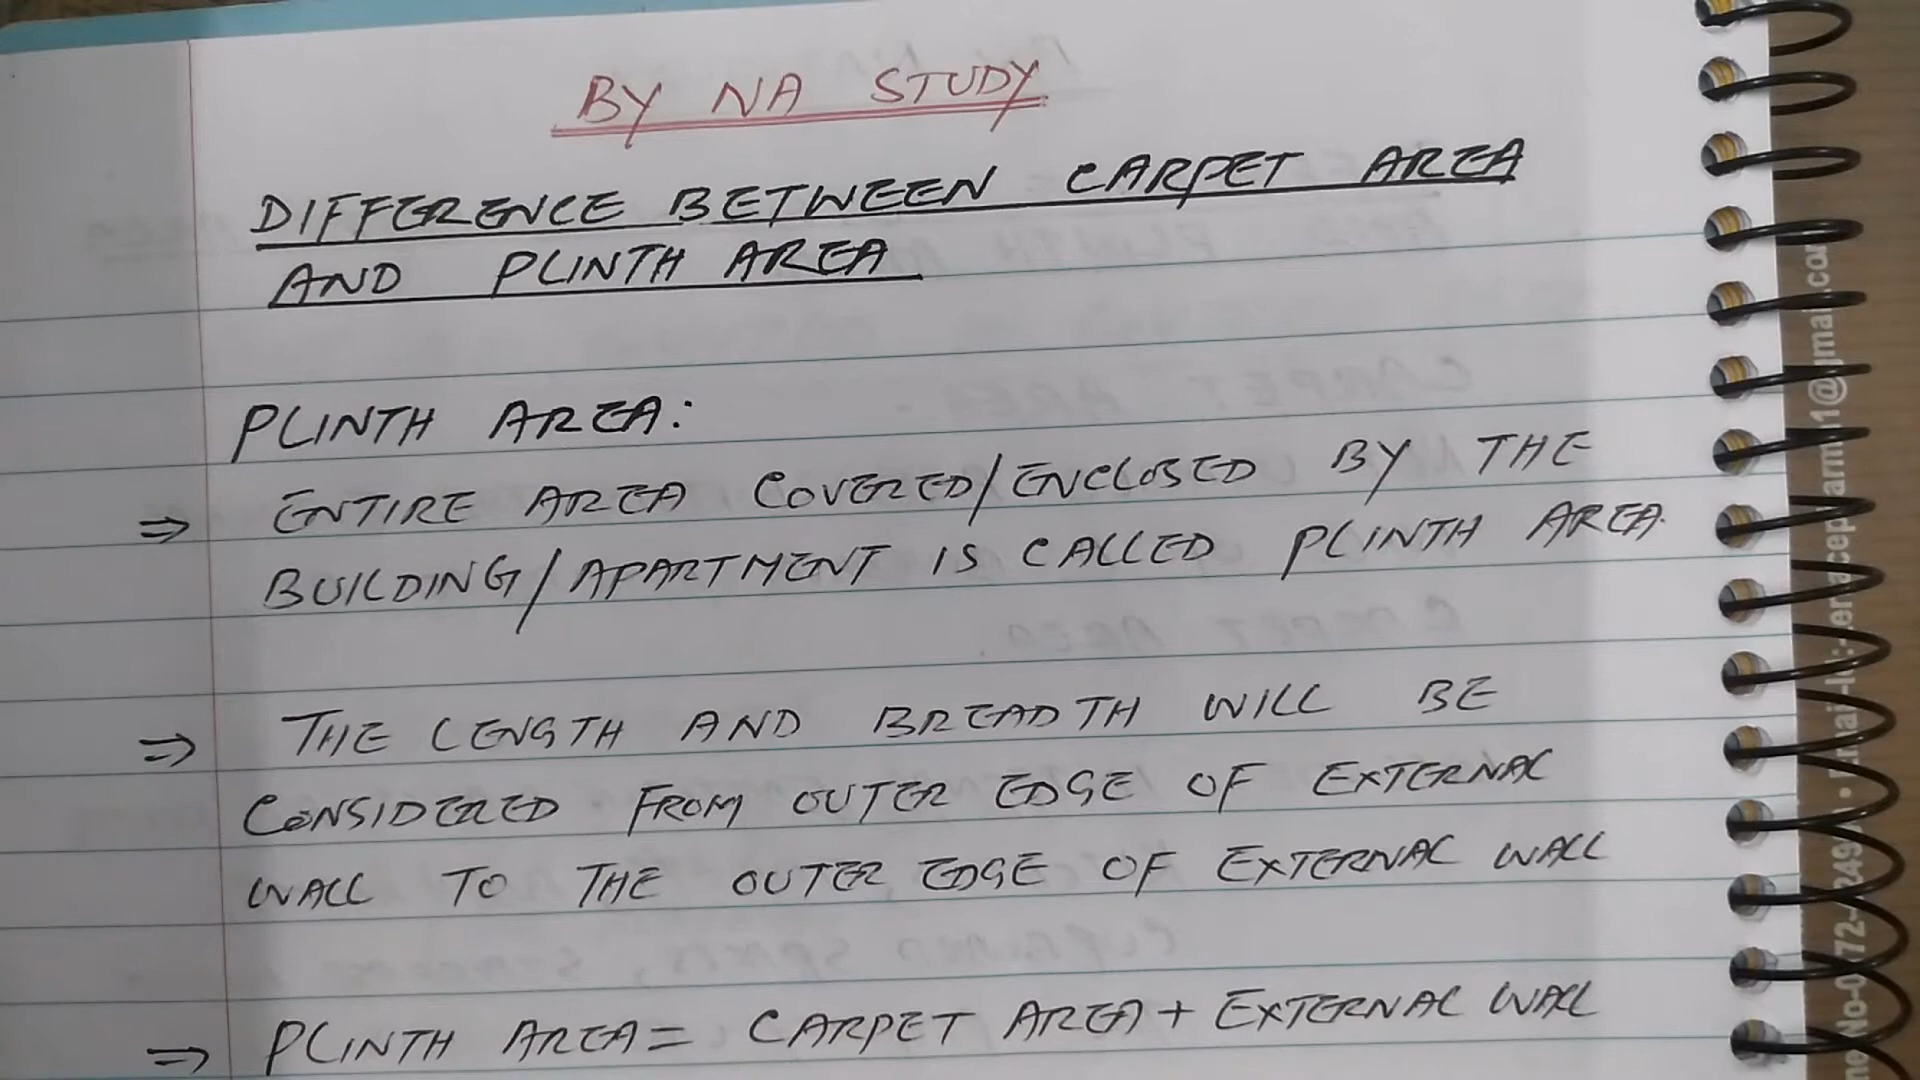 BY NA STUDY
DIFFERENCE BETWEEN CARPET AREA
AND PLINTH AREA
PLINTH AREA:
⇒ ENTIRE AREA COVERED/ENCLOSED BY THE
BUILDING/APARTMENT IS CALLED PLINTH AREA.
⇒ THE LENGTH AND BREADTH WILL BE
CONSIDERED FROM OUTER EDGE OF EXTERNAL
WALL TO THE OUTER EDGE OF EXTERNAL WALL
⇒ PLINTH AREA = CARPET AREA + EXTERNAL WALL